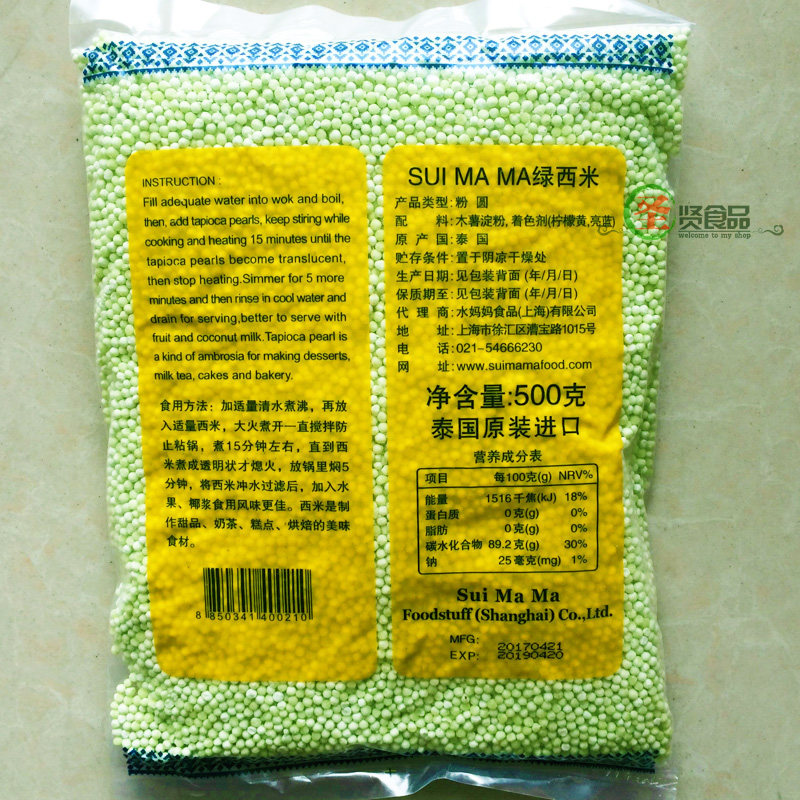 INSTRUCTION :
Fill adequate water into wok and boil,
then, add tapioca pearls, keep stiring while
cooking and heating 15 minutes until the
tapioca pearls become translucent,
then stop heating.Simmer for 5 more
minutes and then rinse in cool water and
drain for serving,better to serve with
fruit and coconut milk.Tapioca pearl is
a kind of ambrosia for making desserts,
milk tea, cakes and bakery.
食用方法：加适量清水煮沸，再放
入适量西米，大火煮开一直搅拌防
止粘锅，煮15分钟左右，直到西
米煮成透明状才熄火，放锅里焖5
分钟，将西米冲水过滤后，加入水
果、椰浆食用风味更佳。西米是制
作甜品、奶茶、糕点、烘焙的美味
食材。
8 850341 400210
SUI MA MA绿西米
产品类型: 粉 圆
配 料: 木薯淀粉, 着色剂(柠檬黄,亮蓝)
原 产 国: 泰 国
贮存条件: 置于阴凉干燥处
生产日期: 见包装背面 (年/月/日)
保质期至: 见包装背面 (年/月/日)
代 理 商: 水妈妈食品(上海)有限公司
地 址: 上海市徐汇区漕宝路1015号
电 话: 021-54666230
网 址: www.suimamafood.com
净含量:500克
泰国原装进口
营养成分表
项目 每100克(g) NRV%
能量 1516 千焦(kJ) 18%
蛋白质 0 克(g) 0%
脂肪 0 克(g) 0%
碳水化合物 89.2 克(g) 30%
钠 25 毫克(mg) 1%
Sui Ma Ma
Foodstuff (Shanghai) Co.,Ltd.
MFG: 20170421
EXP: 20190420
圣贤食品
welcome to my shop